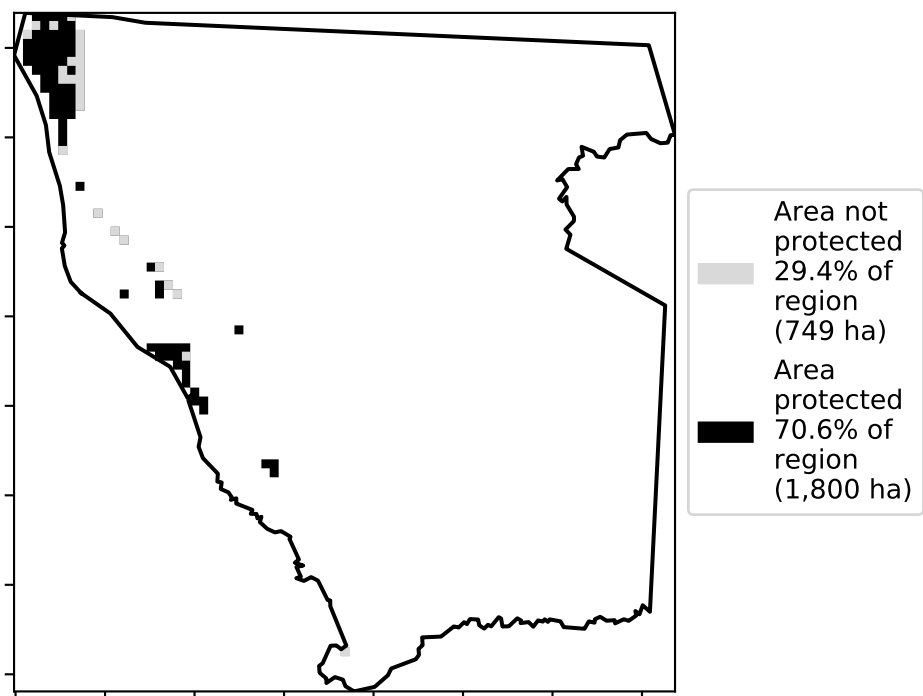 Area not
protected
29.4% of
region
(749 ha)
Area
protected
70.6% of
region
(1,800 ha)